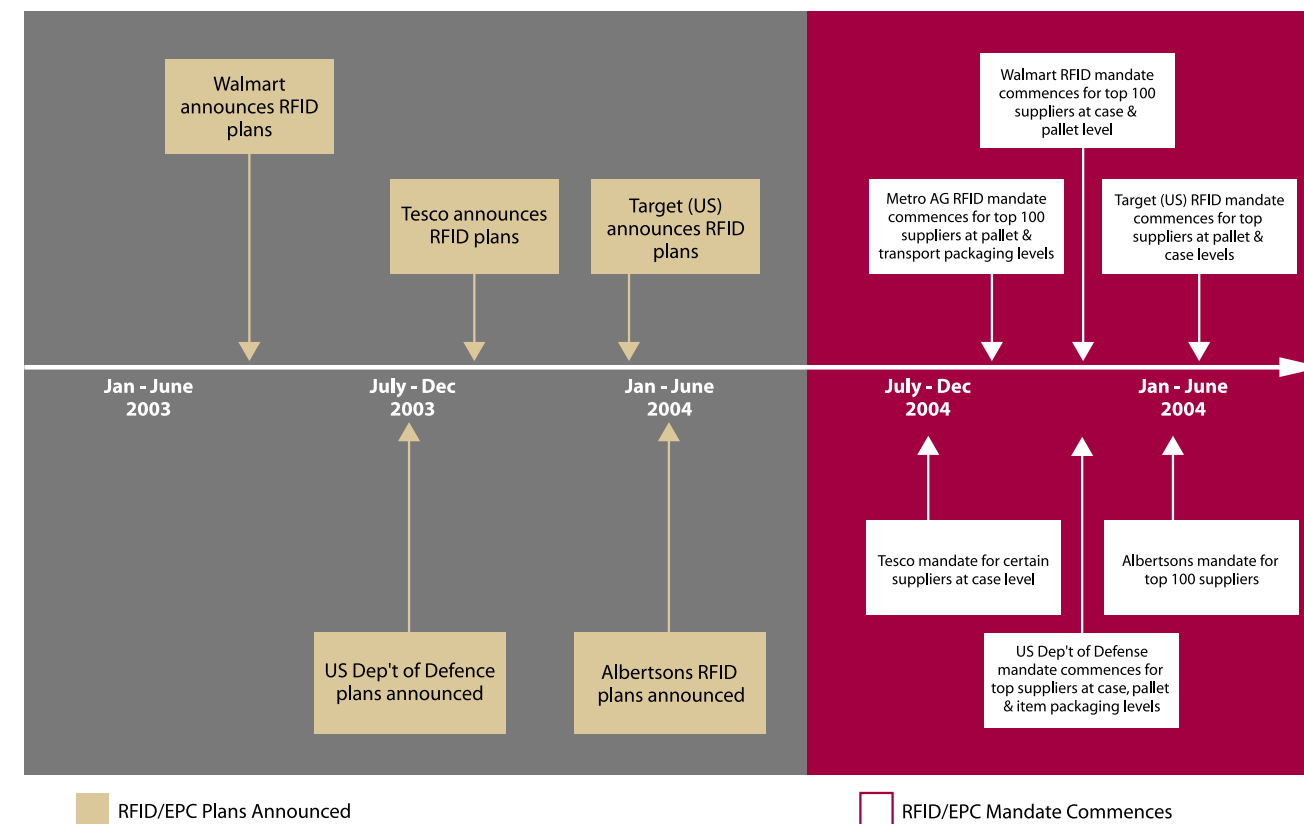 Walmart
announces RFID
plans
Tesco announces
RFID plans
Target (US)
announces RFID
plans
Walmart RFID mandate
commences for top 100
suppliers at case &
pallet level
Metro AG RFID mandate
commences for top 100
suppliers at pallet &
transport packaging levels
Target (US) RFID mandate
commences for top
suppliers at pallet &
case levels
Jan - June
2003
July - Dec
2003
Jan - June
2004
July - Dec
2004
Jan - June
2004
US Dep't of Defence
plans announced
Albertsons RFID
plans announced
Tesco mandate for certain
suppliers at case level
US Dep't of Defense
mandate commences for
top suppliers at case, pallet
& item packaging levels
Albertsons mandate for
top 100 suppliers
RFID/EPC Plans Announced
RFID/EPC Mandate Commences